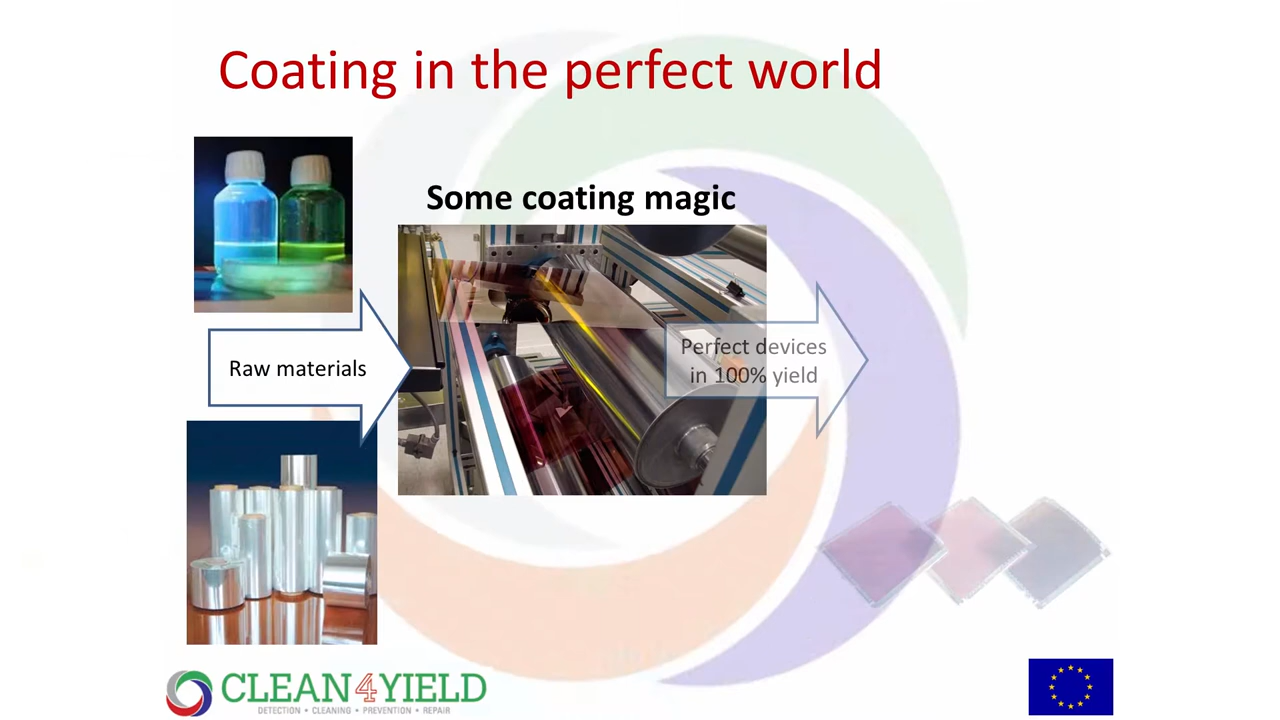 Coating in the perfect world
Some coating magic
Raw materials
Perfect devices
in 100% yield
CLEAN4YIELD
DETECTION • CLEANING • PREVENTION • REPAIR